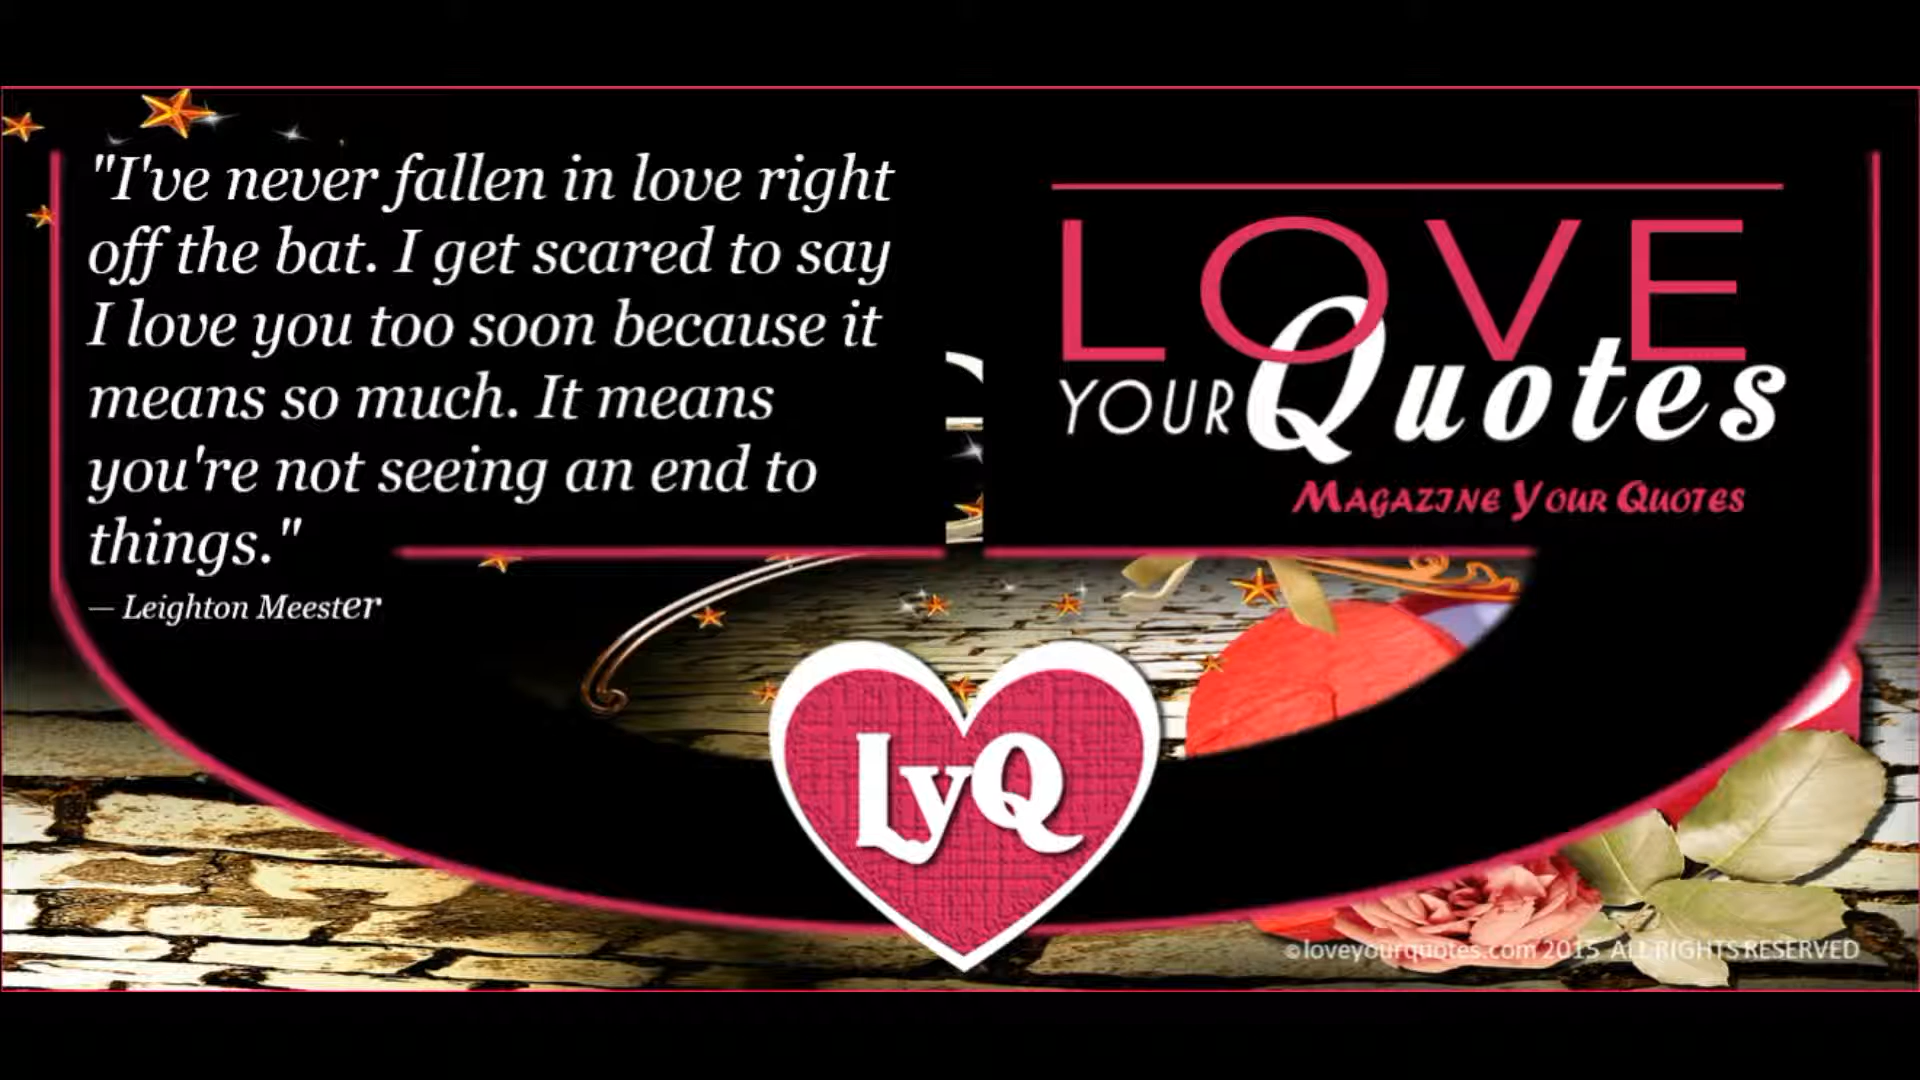 "I've never fallen in love right
off the bat. I get scared to say
I love you too soon because it
means so much. It means
you're not seeing an end to
things."
— Leighton Meester
LOVE
YOUR Quotes
MAGAZINE YOUR QUOTES
LyQ
©loveyourquotes.com 2015 ALL RIGHTS RESERVED